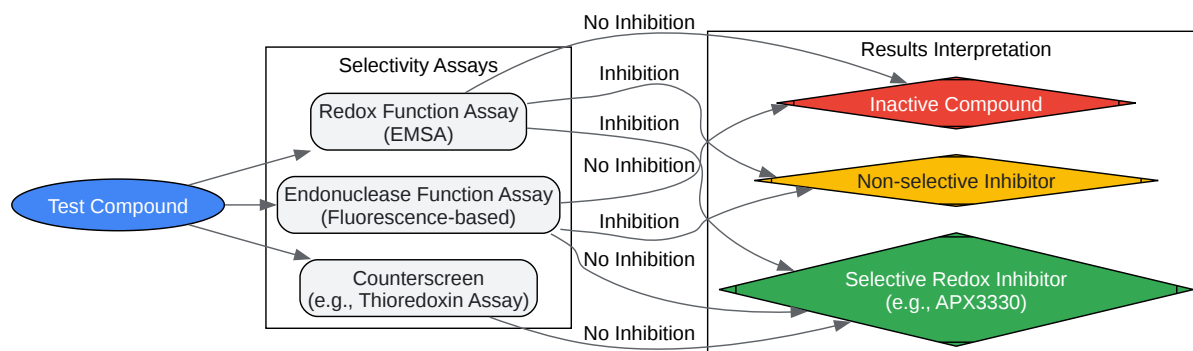 No Inhibition
Results Interpretation
Selectivity Assays
Inhibition
Inactive Compound
Redox Function Assay
(EMSA)
Inhibition
No Inhibition
Non-selective Inhibitor
Endonuclease Function Assay
(Fluorescence-based)
Test Compound
Inhibition
No Inhibition
Counterscreen
(e.g., Thioredoxin Assay)
Selective Redox Inhibitor
(e.g., APX3330)
No Inhibition